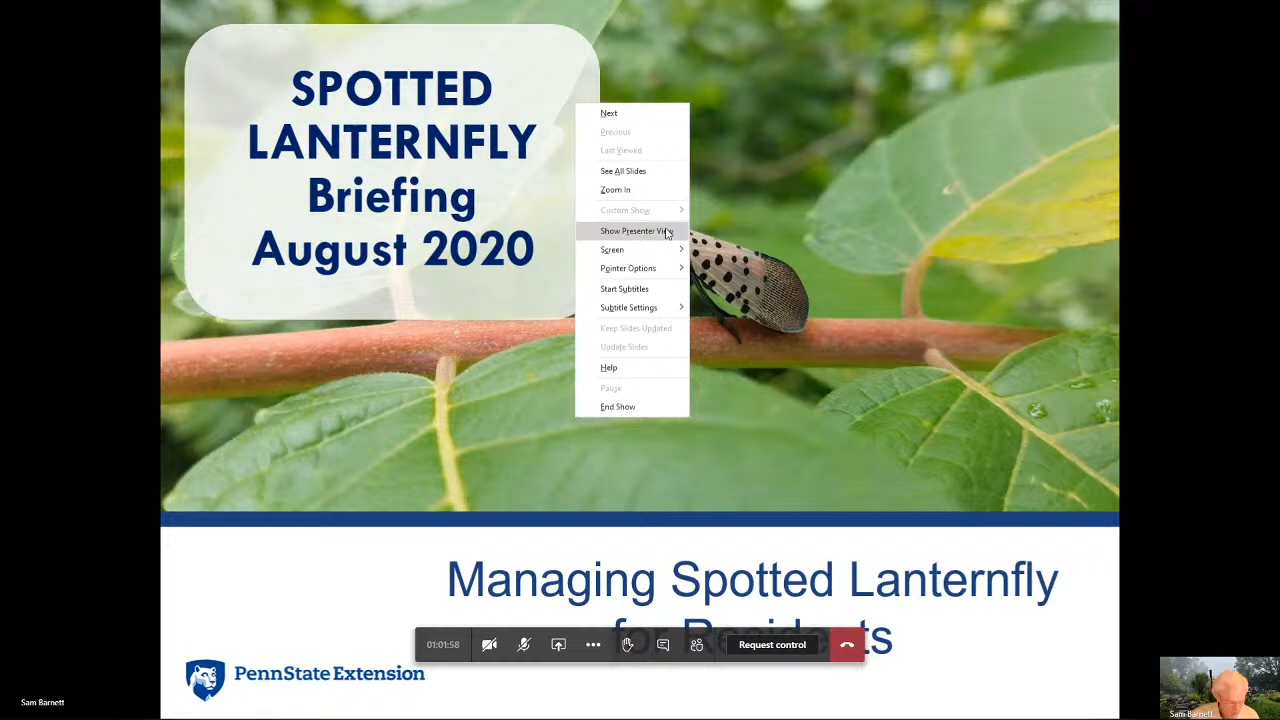 SPOTTED
LANTERNFLY
Briefing
August 2020
Next
Previous
Last Viewed
See All Slides
Zoom In
Custom Show
Show Presenter View
Screen
Pointer Options
Start Subtitles
Subtitle Settings
Keep Slides Updated
Update Slides
Help
Pause
End Show
Managing Spotted Lanternfly
for Residents
01:01:58
Request control
PennState Extension
Sam Barnett
Sam Barnett